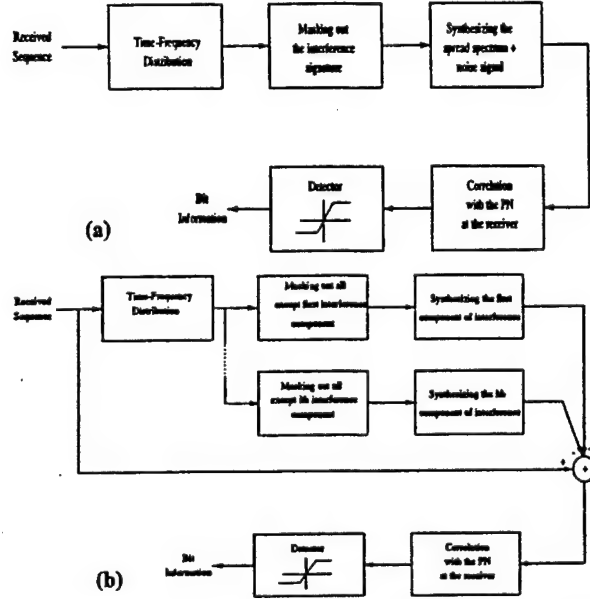 Received
Sequence
Time-Frequency
Distribution
Masking out
the interference
signature
Synthesizing the
spread spectrum +
noise signal
Bit
Information
Detector
Correlation
with the PN
at the receiver
(a)
Received
Sequence
Time-Frequency
Distribution
Masking out all
except first interference
component
Synthesizing the first
component of interference
Masking out all
except interference
component
Synthesizing the
component of interference
+ - -
+
Bit
Information
Detector
Correlation
with the PN
at the receiver
(b)